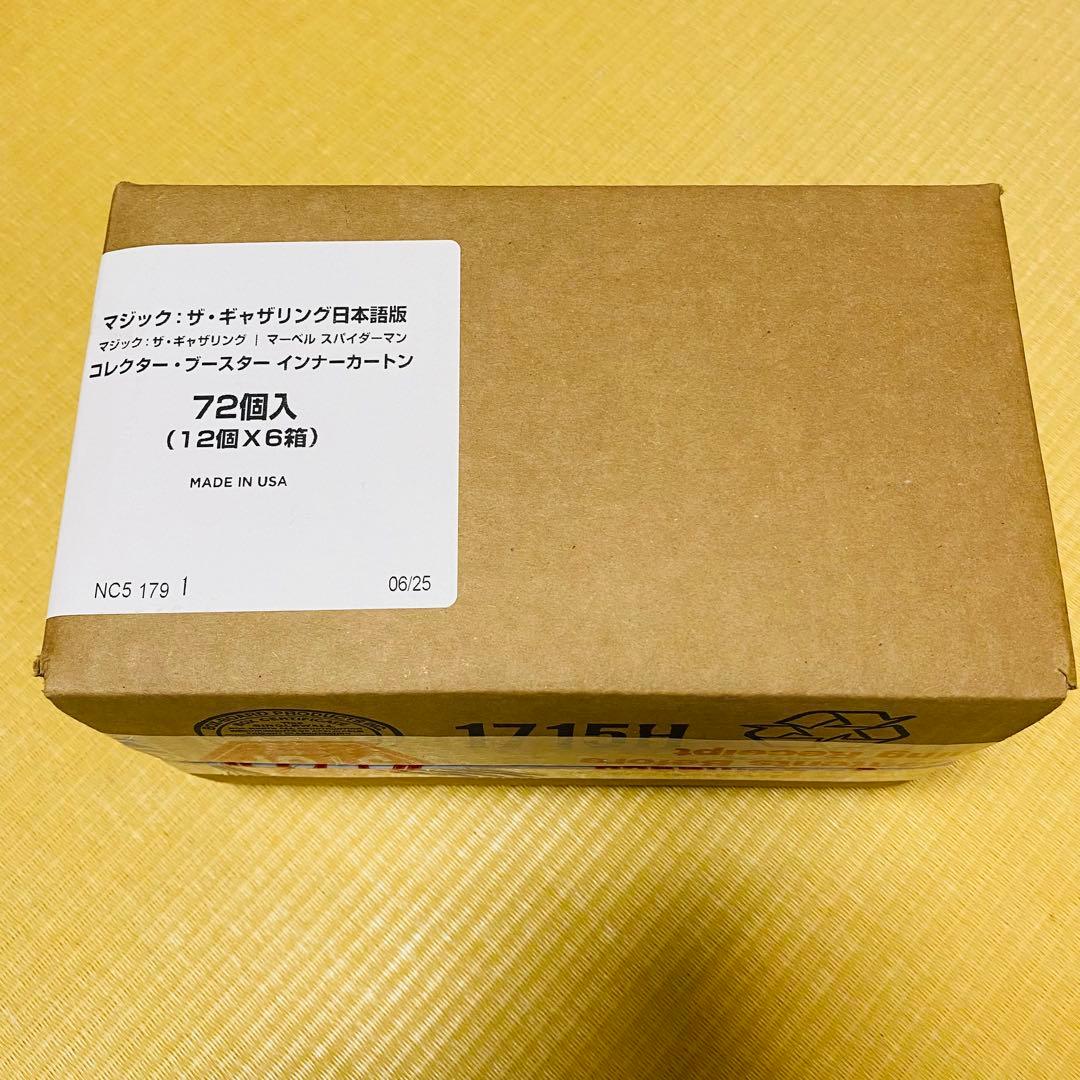 マジック：ザ・ギャザリング日本語版
マジック：ザ・ギャザリング | マーベル スパイダーマン
コレクター・ブースター インナーカートン
72個入
（12個X6箱）
MADE IN USA
NC5 179 1
06/25
1715H